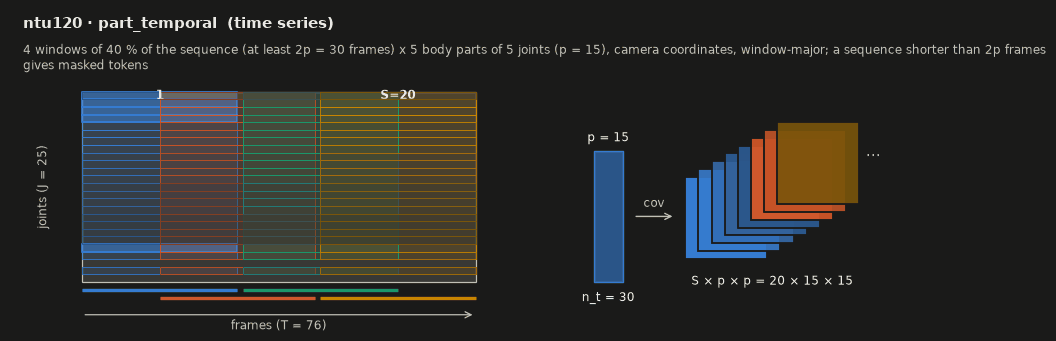 ntu120 · part_temporal (time series)
4 windows of 40 % of the sequence (at least 2p = 30 frames) x 5 body parts of 5 joints (p = 15), camera coordinates, window-major; a sequence shorter than 2p frames
gives masked tokens
1
S=20
joints (J = 25)
frames (T = 76)
p = 15
n_t = 30
cov
...
S × p × p = 20 × 15 × 15